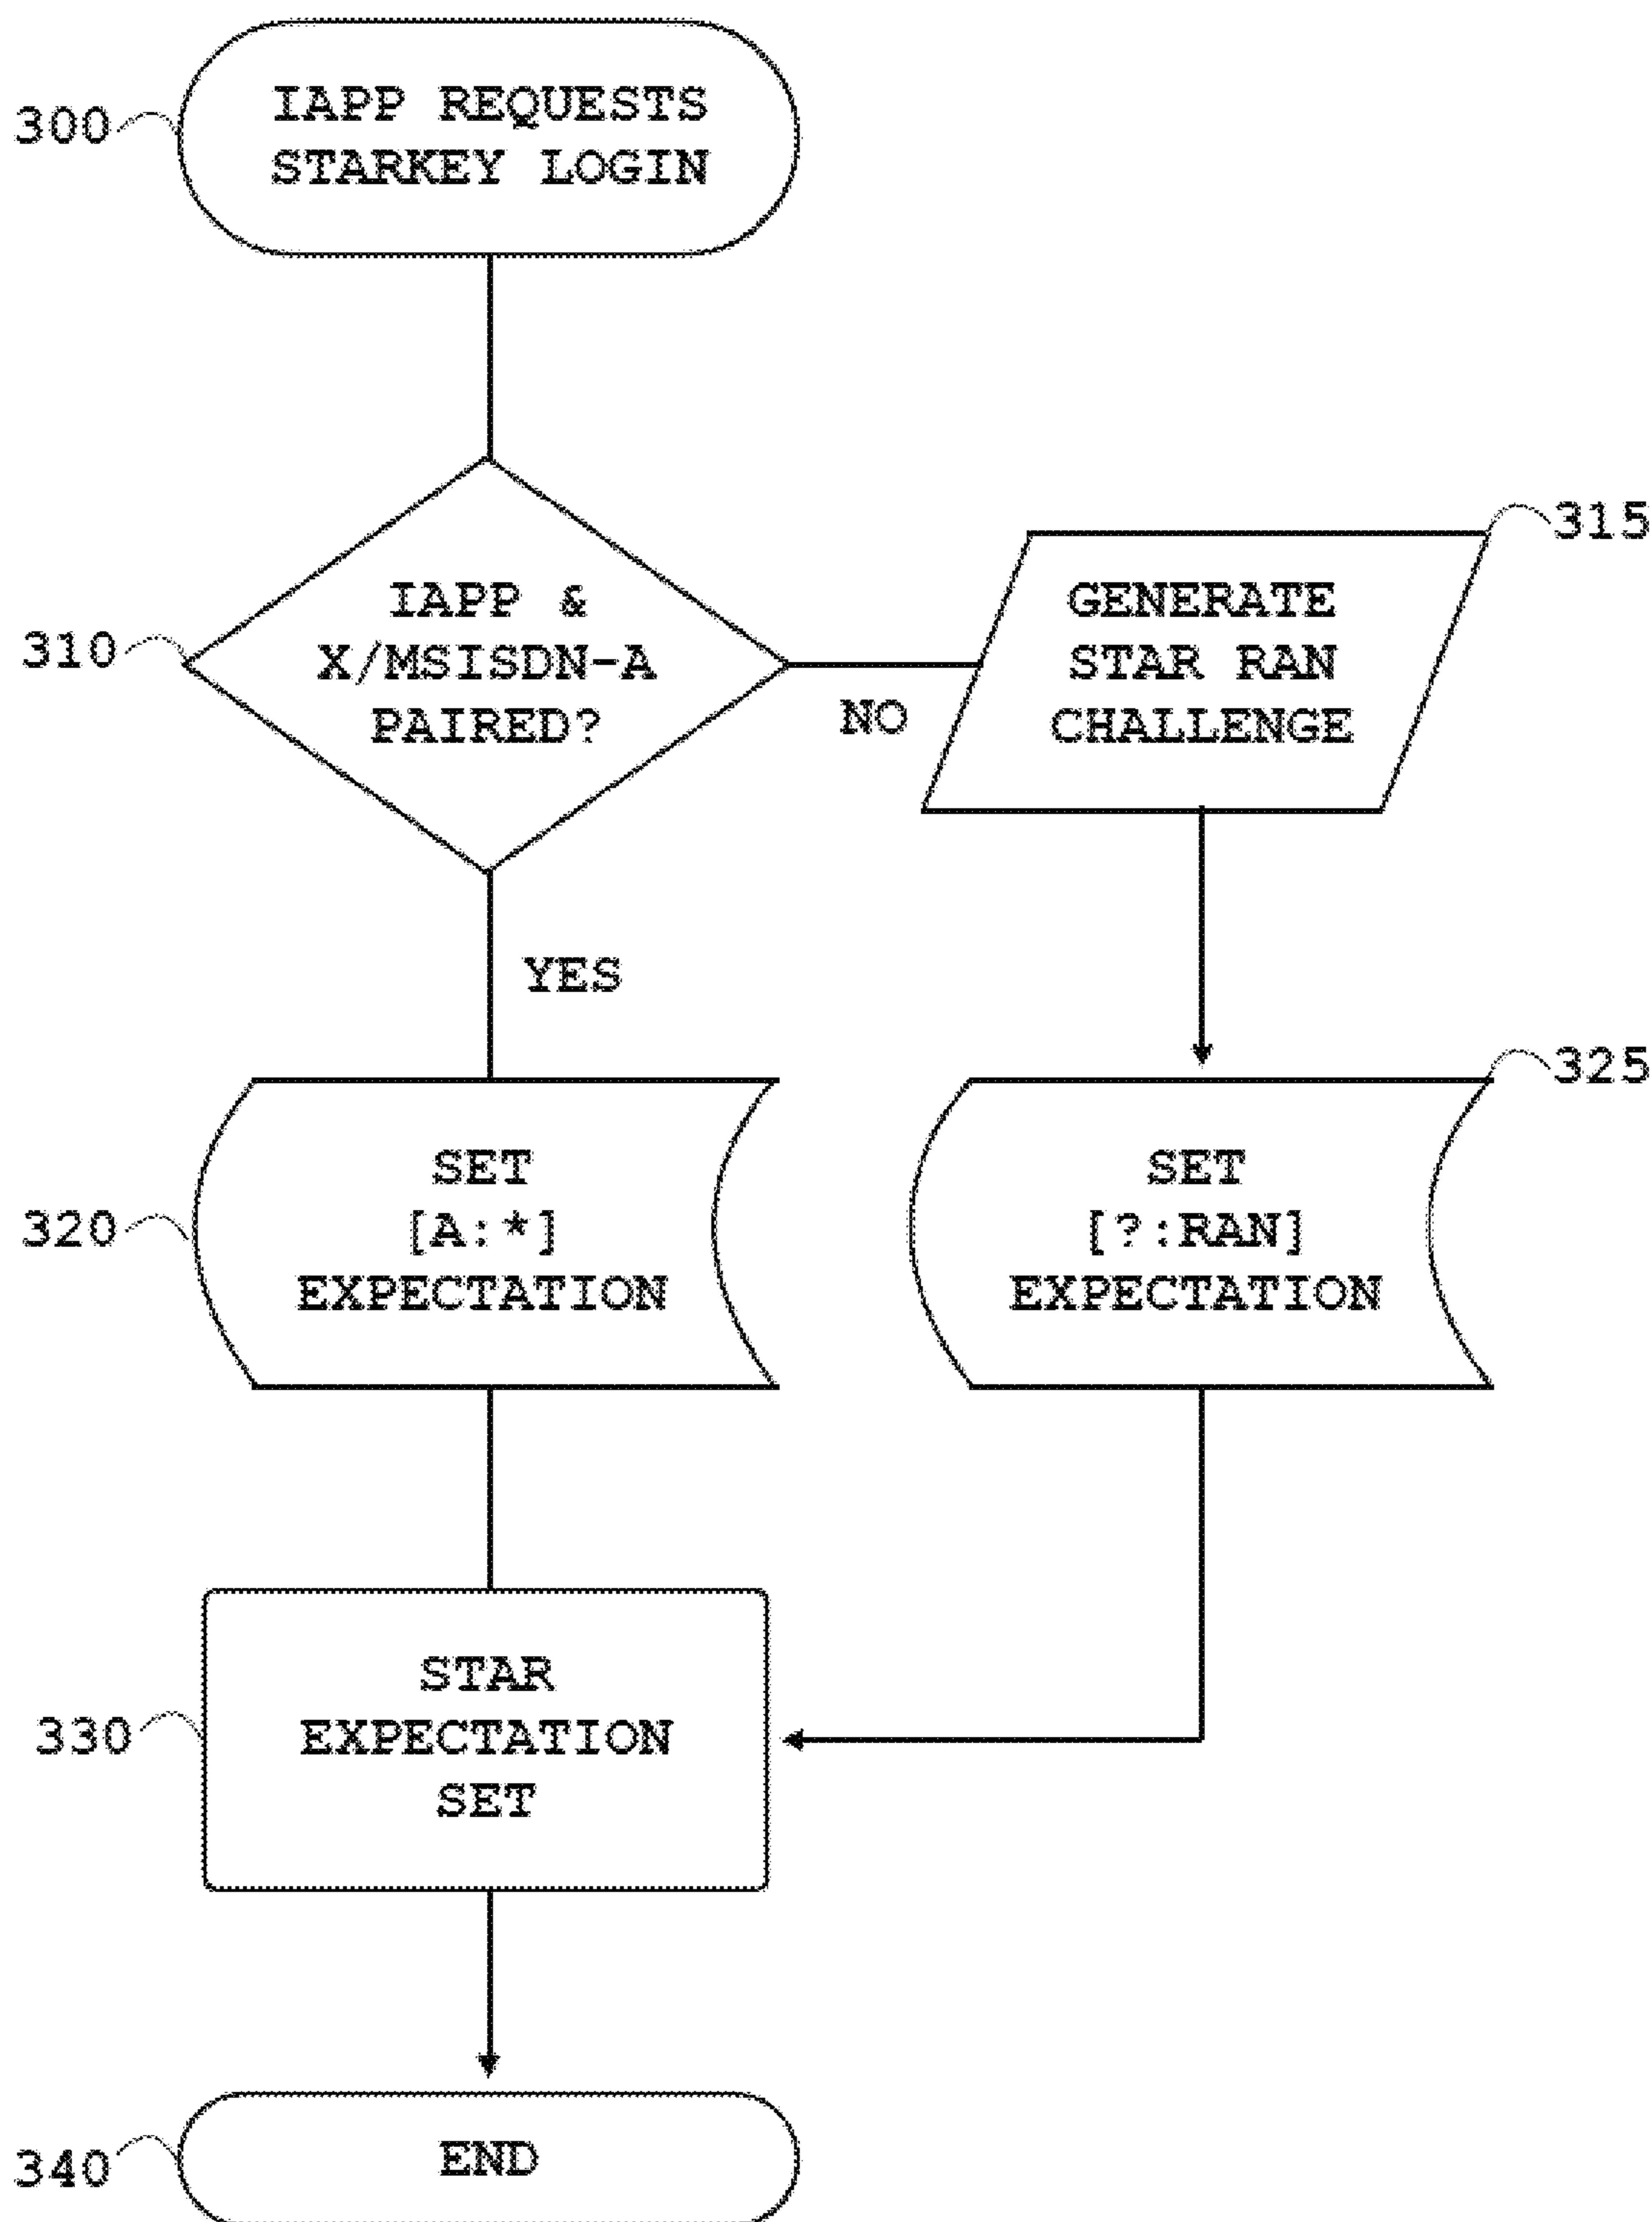 300
IAPP REQUESTS
STARKEY LOGIN
310
IAPP &
X/MSISDN-A
PAIRED?
NO
315
GENERATE
STAR RAN
CHALLENGE
YES
320
SET
[A:*]
EXPECTATION
325
SET
[?:RAN]
EXPECTATION
330
STAR
EXPECTATION
SET
340
END